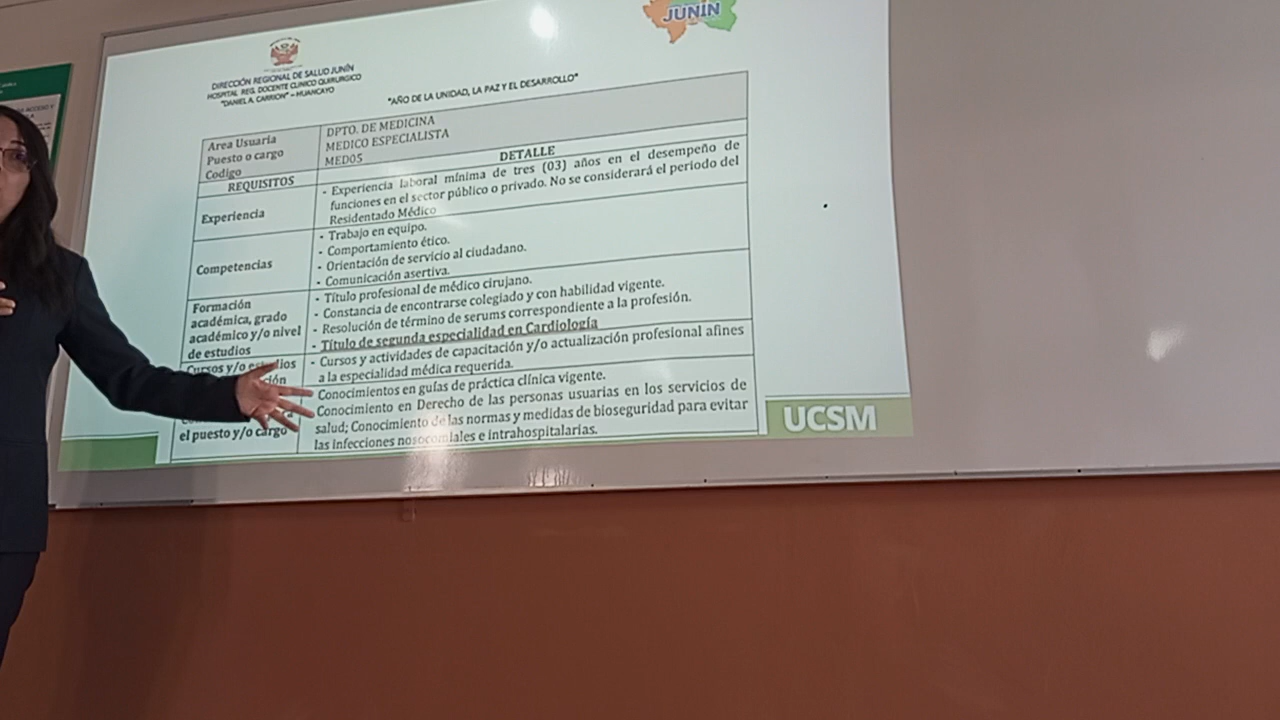 JUNÍN
DIRECCIÓN REGIONAL DE SALUD JUNÍN
HOSPITAL REG. DOCENTE CLINICO QUIRURGICO
"DANIEL A. CARRION" – HUANCAYO
"AÑO DE LA UNIDAD, LA PAZ Y EL DESARROLLO"
Area Usuaria
Puesto o cargo
Codigo
DPTO. DE MEDICINA
MEDICO ESPECIALISTA
MED05
REQUISITOS
DETALLE
Experiencia
- Experiencia laboral mínima de tres (03) años en el desempeño de
funciones en el sector público o privado. No se considerará el periodo del
Residentado Médico
Competencias
- Trabajo en equipo.
- Comportamiento ético.
- Orientación de servicio al ciudadano.
- Comunicación asertiva.
Formación
académica, grado
académico y/o nivel
de estudios
- Título profesional de médico cirujano.
- Constancia de encontrarse colegiado y con habilidad vigente.
- Resolución de término de serums correspondiente a la profesión.
- Título de segunda especialidad en Cardiología
Cursos y/o
- Cursos y actividades de capacitación y/o actualización profesional afines
a la especialidad médica requerida.
el puesto y/o cargo
Conocimientos en guías de práctica clínica vigente.
Conocimiento en Derecho de las personas usuarias en los servicios de
salud; Conocimiento de las normas y medidas de bioseguridad para evitar
las infecciones nosocomiales e intrahospitalarias.
UCSM